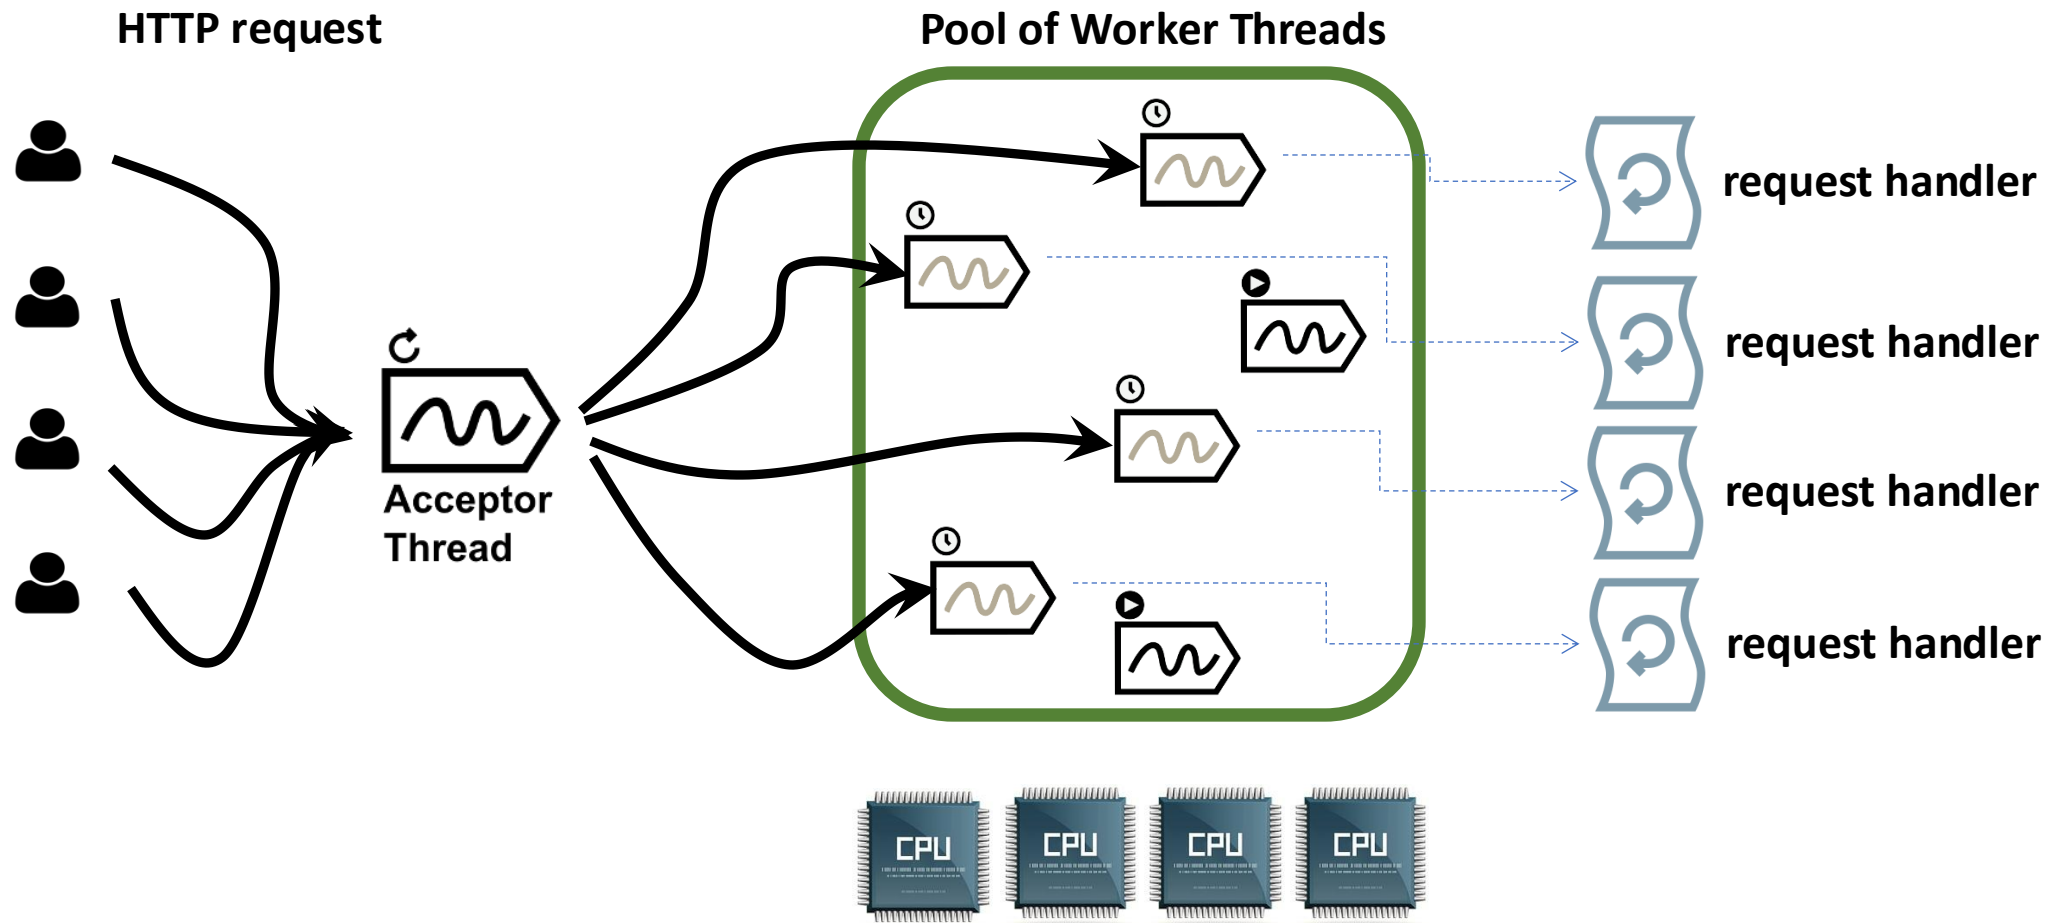 HTTP request
Pool of Worker Threads
request handler
request handler
Acceptor
Thread
request handler
request handler
CPU
CPU
CPU
CPU